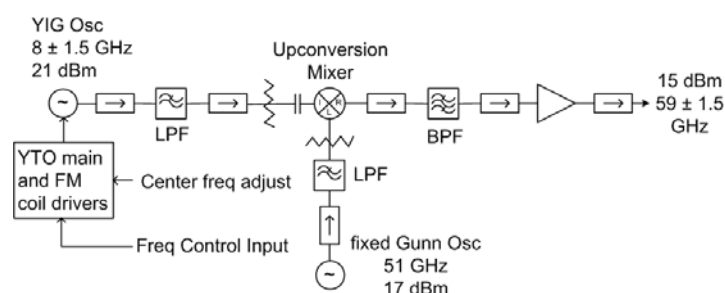 YIG Osc
8 ± 1.5 GHz
21 dBm
Upconversion
Mixer
15 dBm
59 ± 1.5
GHz
~
I
R
L
LPF
BPF
YTO main
and FM
coil drivers
Center freq adjust
LPF
Freq Control Input
fixed Gunn Osc
51 GHz
17 dBm
~